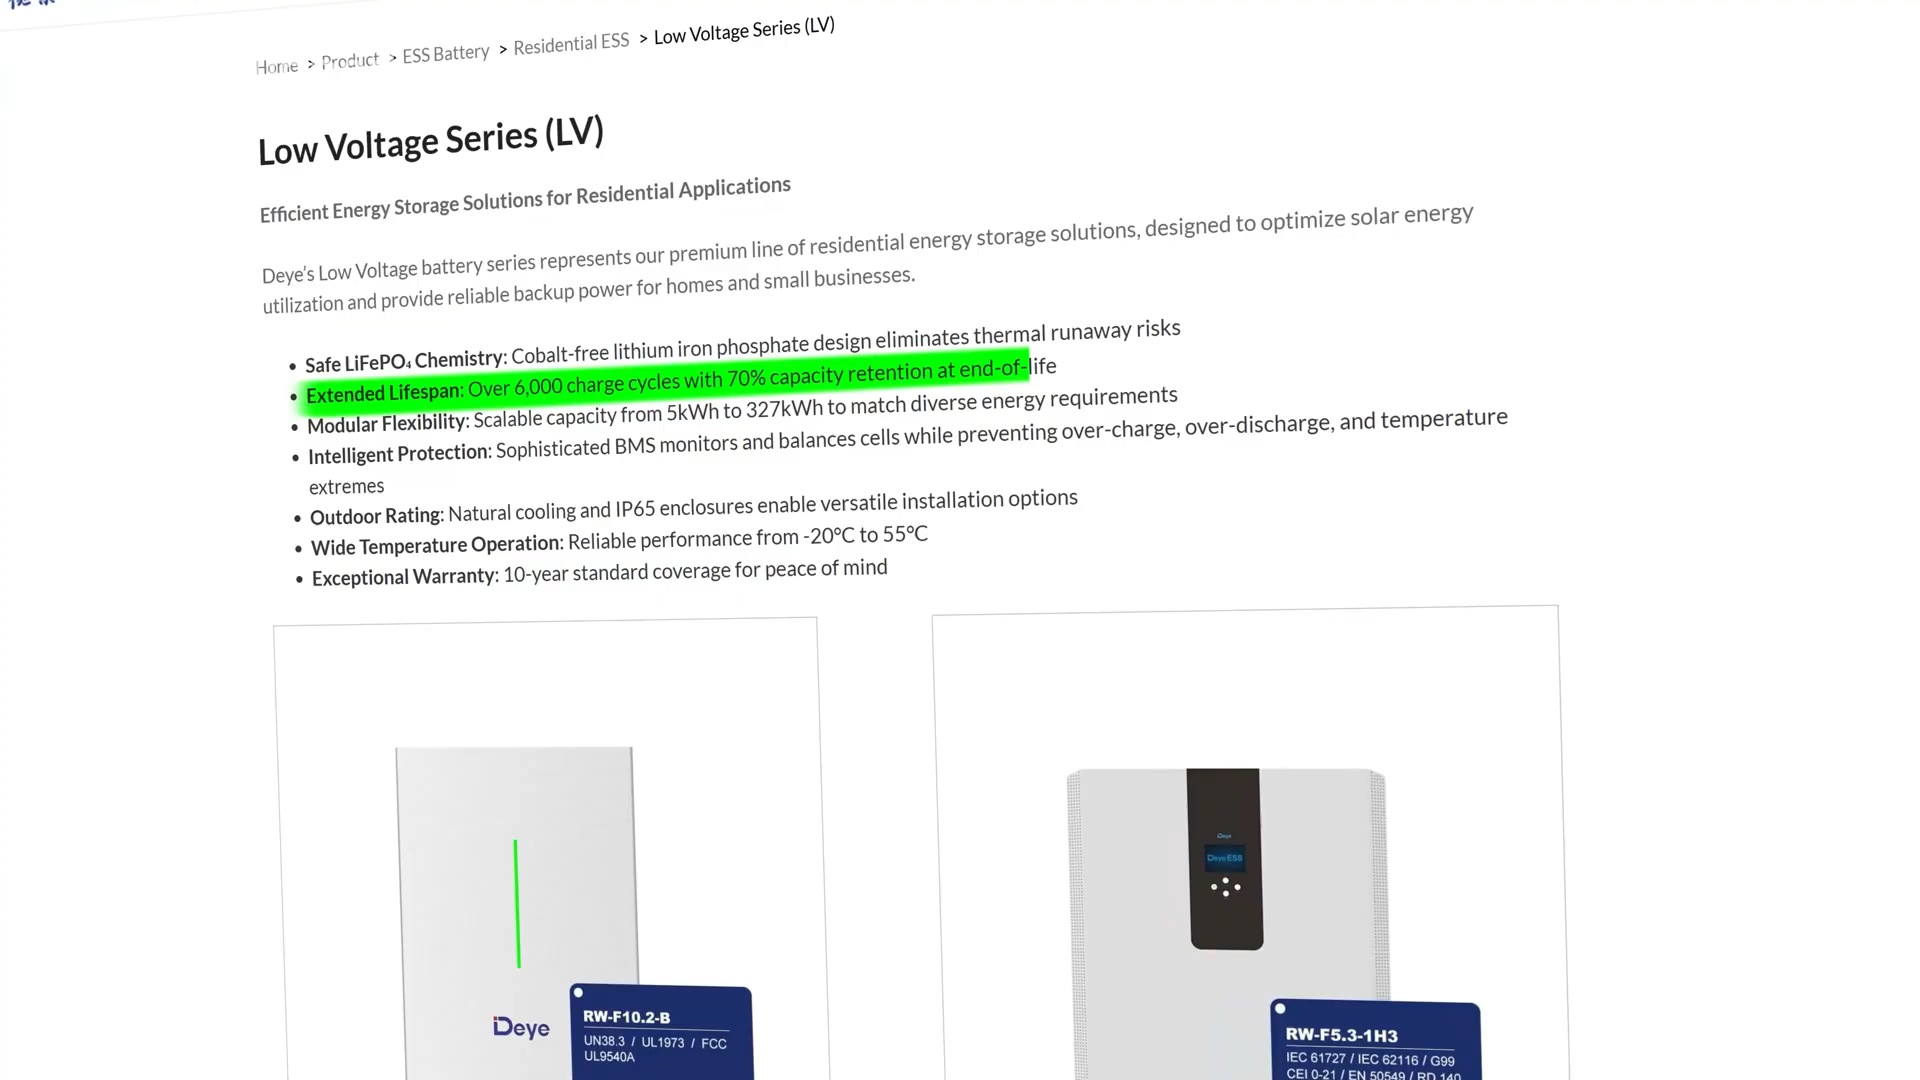 Home > Product > ESS Battery > Residential ESS > Low Voltage Series (LV)
Low Voltage Series (LV)
Efficient Energy Storage Solutions for Residential Applications
Deye’s Low Voltage battery series represents our premium line of residential energy storage solutions, designed to optimize solar energy
utilization and provide reliable backup power for homes and small businesses.
• Safe LiFePO₄ Chemistry: Cobalt-free lithium iron phosphate design eliminates thermal runaway risks
• Extended Lifespan: Over 6,000 charge cycles with 70% capacity retention at end-of-life
• Modular Flexibility: Scalable capacity from 5kWh to 327kWh to match diverse energy requirements
• Intelligent Protection: Sophisticated BMS monitors and balances cells while preventing over-charge, over-discharge, and temperature
extremes
• Outdoor Rating: Natural cooling and IP65 enclosures enable versatile installation options
• Wide Temperature Operation: Reliable performance from -20℃ to 55℃
• Exceptional Warranty: 10-year standard coverage for peace of mind
Deye
RW-F10.2-B
UN38.3 / UL1973 / FCC
UL9540A
Deye
Deye ESS
RW-F5.3-1H3
IEC 61727 / IEC 62116 / G99
CEI 0-21 / EN 50549 / RD 140